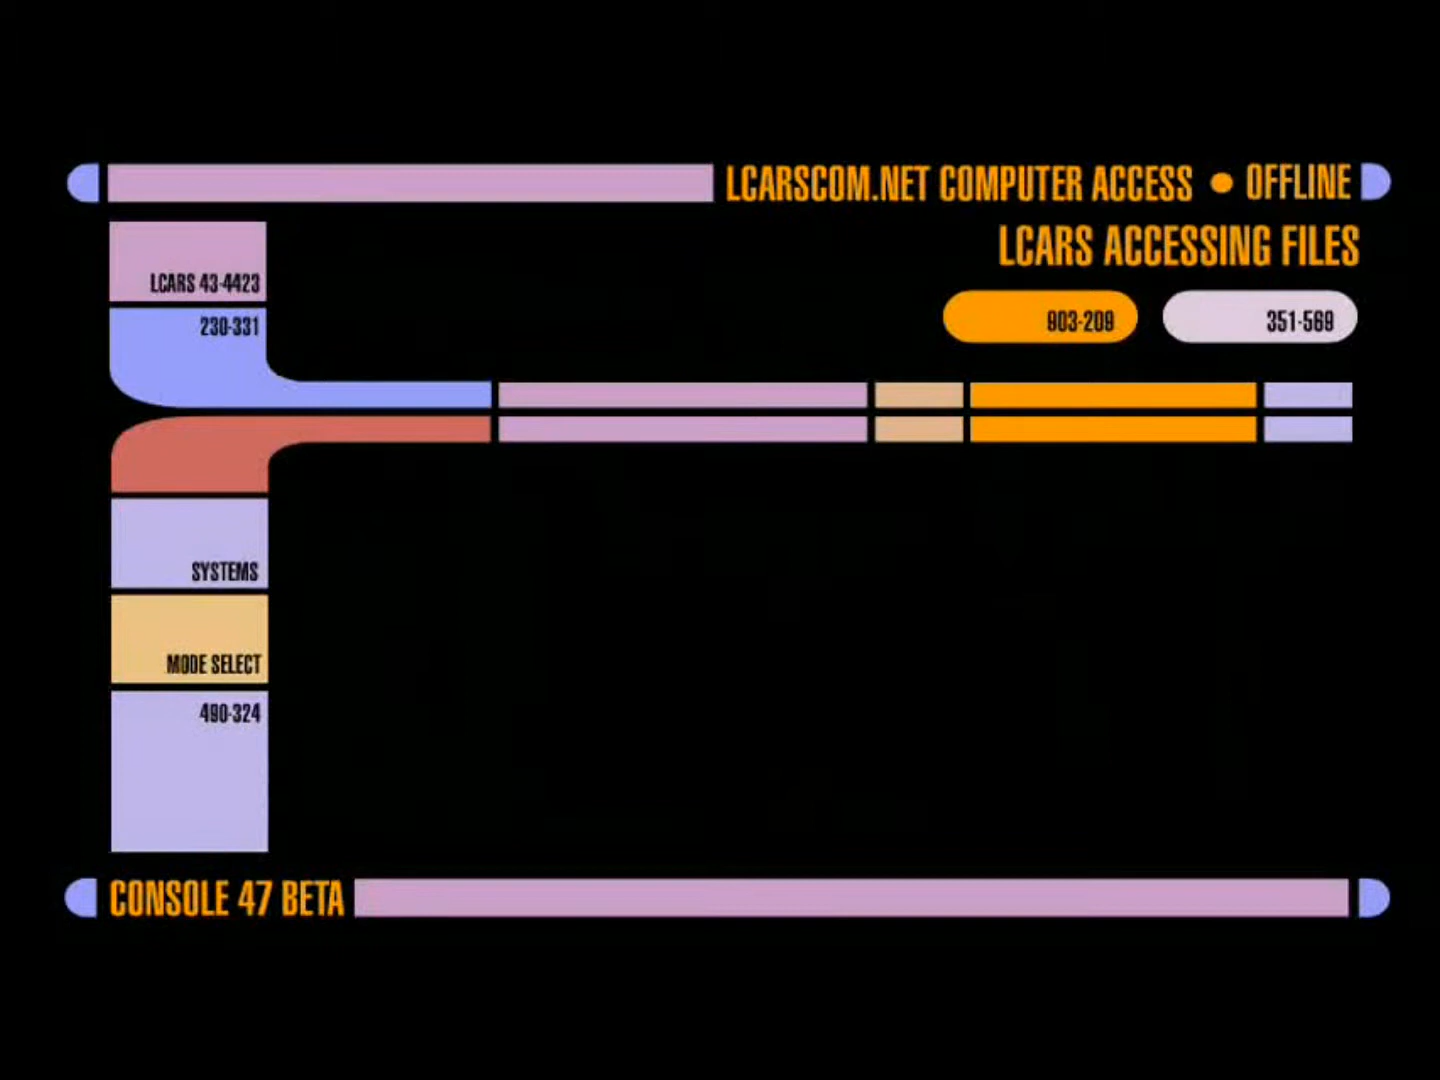 LCARSCOM.NET COMPUTER ACCESS • OFFLINE
LCARS ACCESSING FILES
LCARS 43-4423
230-331
903-209
351-569
SYSTEMS
MODE SELECT
490-324
CONSOLE 47 BETA